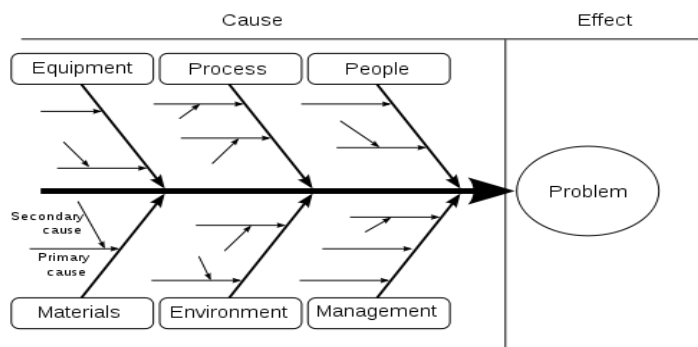 Cause
Effect
Equipment
Process
People
Problem
Secondary
cause
Primary
cause
Materials
Environment
Management